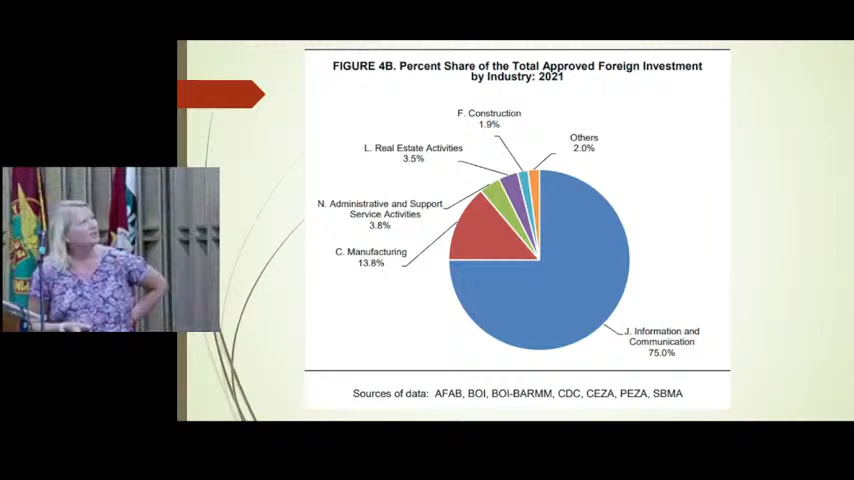 FIGURE 4B. Percent Share of the Total Approved Foreign Investment
by Industry: 2021
F. Construction
1.9%
Others
2.0%
L. Real Estate Activities
3.5%
N. Administrative and Support
Service Activities
3.8%
C. Manufacturing
13.8%
J. Information and
Communication
75.0%
Sources of data: AFAB, BOI, BOI-BARMM, CDC, CEZA, PEZA, SBMA